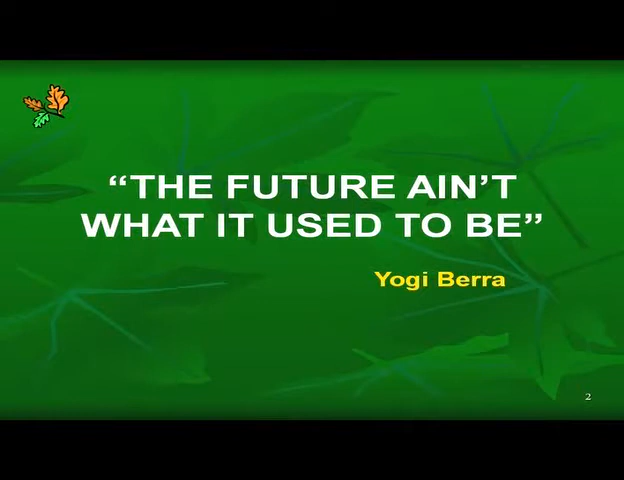 “THE FUTURE AIN’T
WHAT IT USED TO BE”
Yogi Berra
2